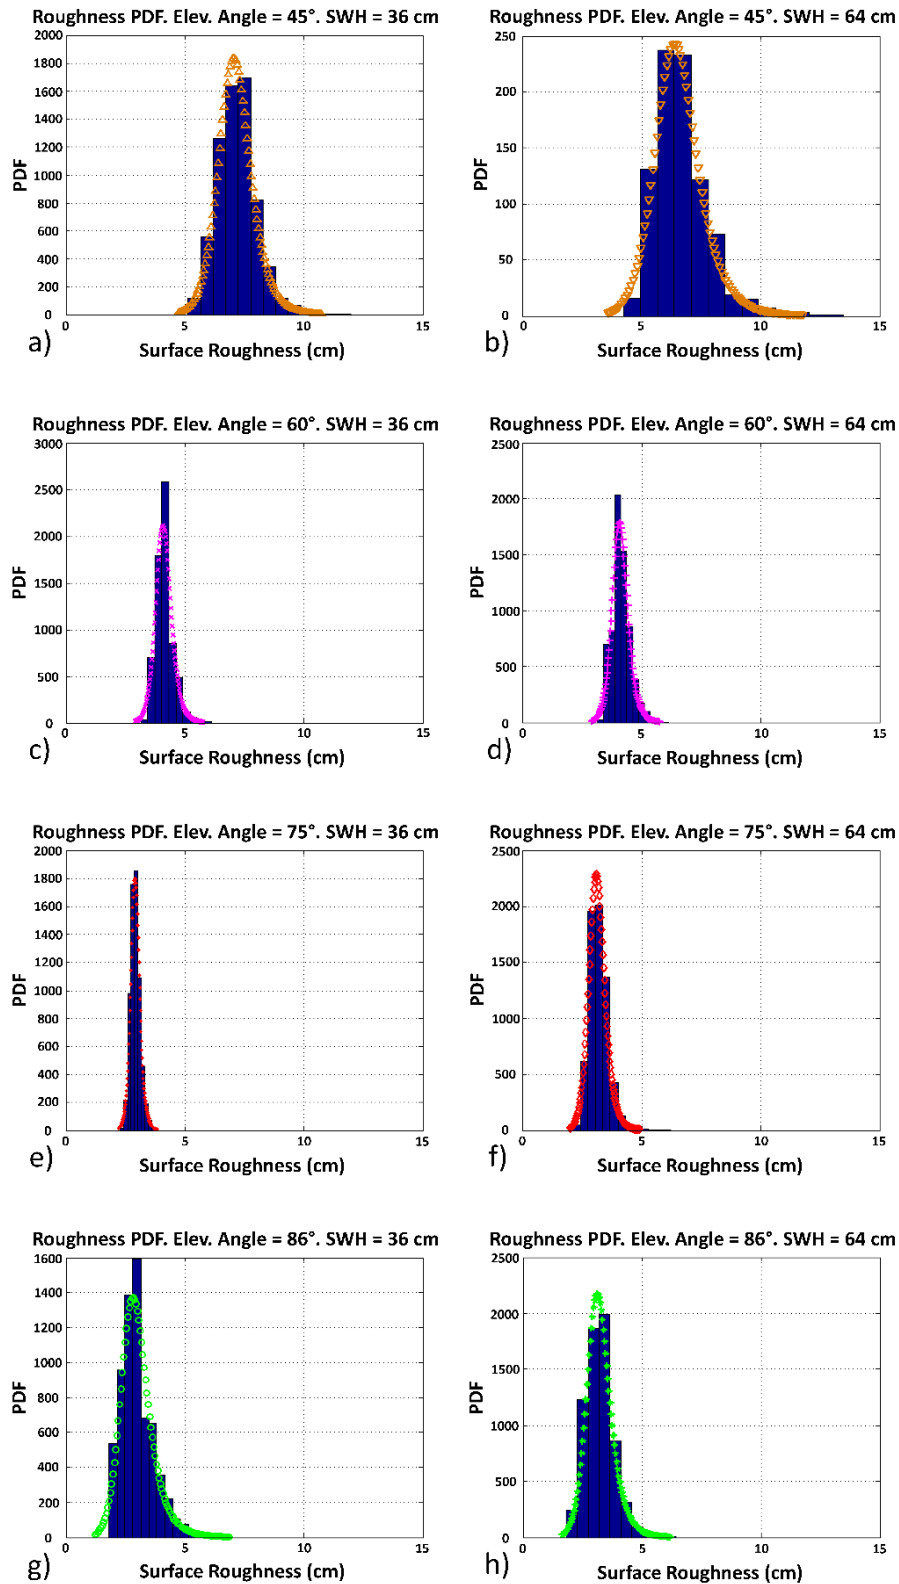 Roughness PDF. Elev. Angle = 45°. SWH = 36 cm
2000
1800
1600
1400
1200
1000
800
600
400
200
0
PDF
0 5 10 15
Surface Roughness (cm)
a)
Roughness PDF. Elev. Angle = 45°. SWH = 64 cm
250
200
150
100
50
0
PDF
0 5 10 15
Surface Roughness (cm)
b)
Roughness PDF. Elev. Angle = 60°. SWH = 36 cm
3000
2500
2000
1500
1000
500
0
PDF
0 5 10 15
Surface Roughness (cm)
c)
Roughness PDF. Elev. Angle = 60°. SWH = 64 cm
2500
2000
1500
1000
500
0
PDF
0 5 10 15
Surface Roughness (cm)
d)
Roughness PDF. Elev. Angle = 75°. SWH = 36 cm
2000
1800
1600
1400
1200
1000
800
600
400
200
0
PDF
0 5 10 15
Surface Roughness (cm)
e)
Roughness PDF. Elev. Angle = 75°. SWH = 64 cm
2500
2000
1500
1000
500
0
PDF
0 5 10 15
Surface Roughness (cm)
f)
Roughness PDF. Elev. Angle = 86°. SWH = 36 cm
1600
1400
1200
1000
800
600
400
200
0
PDF
0 5 10 15
Surface Roughness (cm)
g)
Roughness PDF. Elev. Angle = 86°. SWH = 64 cm
2500
2000
1500
1000
500
0
PDF
0 5 10 15
Surface Roughness (cm)
h)